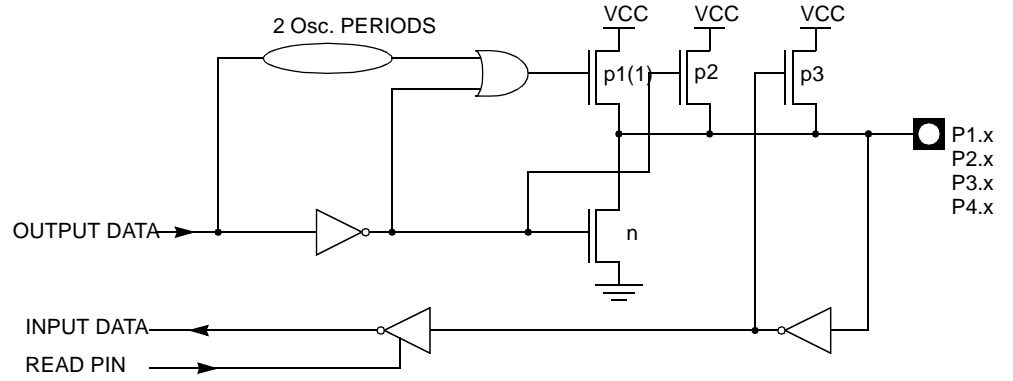 2 Osc. PERIODS
VCC
VCC
VCC
p1(1)
p2
p3
P1.x
P2.x
P3.x
P4.x
OUTPUT DATA
n
INPUT DATA
READ PIN